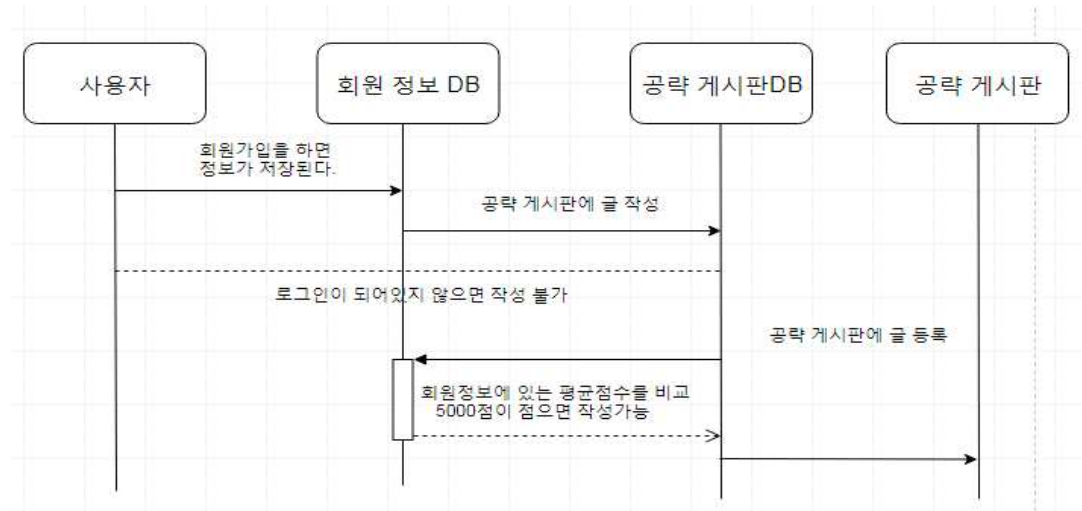 사용자
회원 정보 DB
공략 게시판DB
공략 게시판
회원가입을 하면
정보가 저장된다.
공략 게시판에 글 작성
로그인이 되어있지 않으면 작성 불가
공략 게시판에 글 등록
회원정보에 있는 평균점수를 비교
5000점이 점으면 작성가능